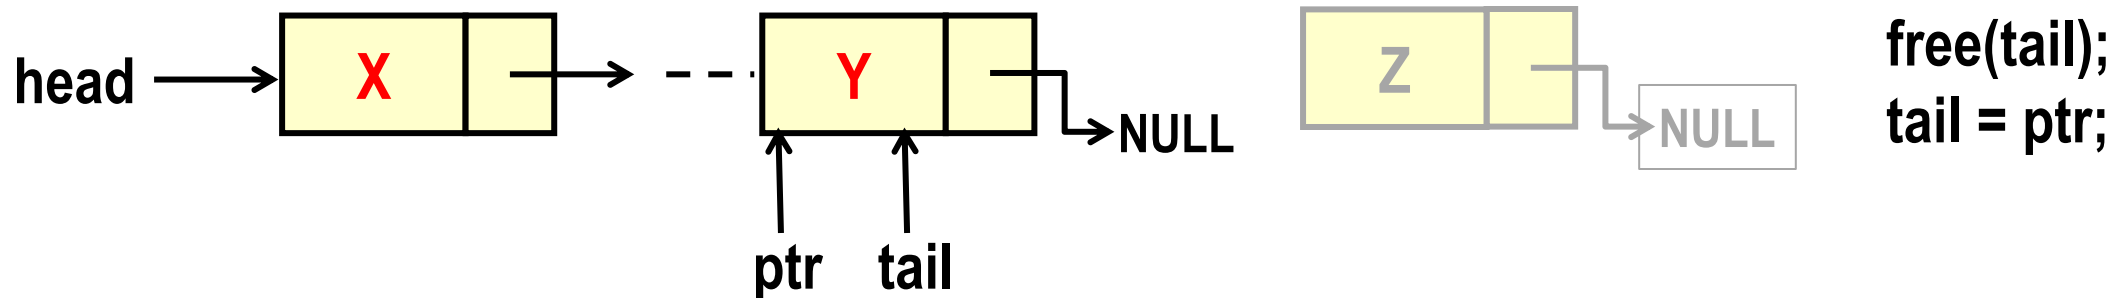 head
X
Y
NULL
Z
NULL
free(tail);
tail = ptr;
ptr
tail